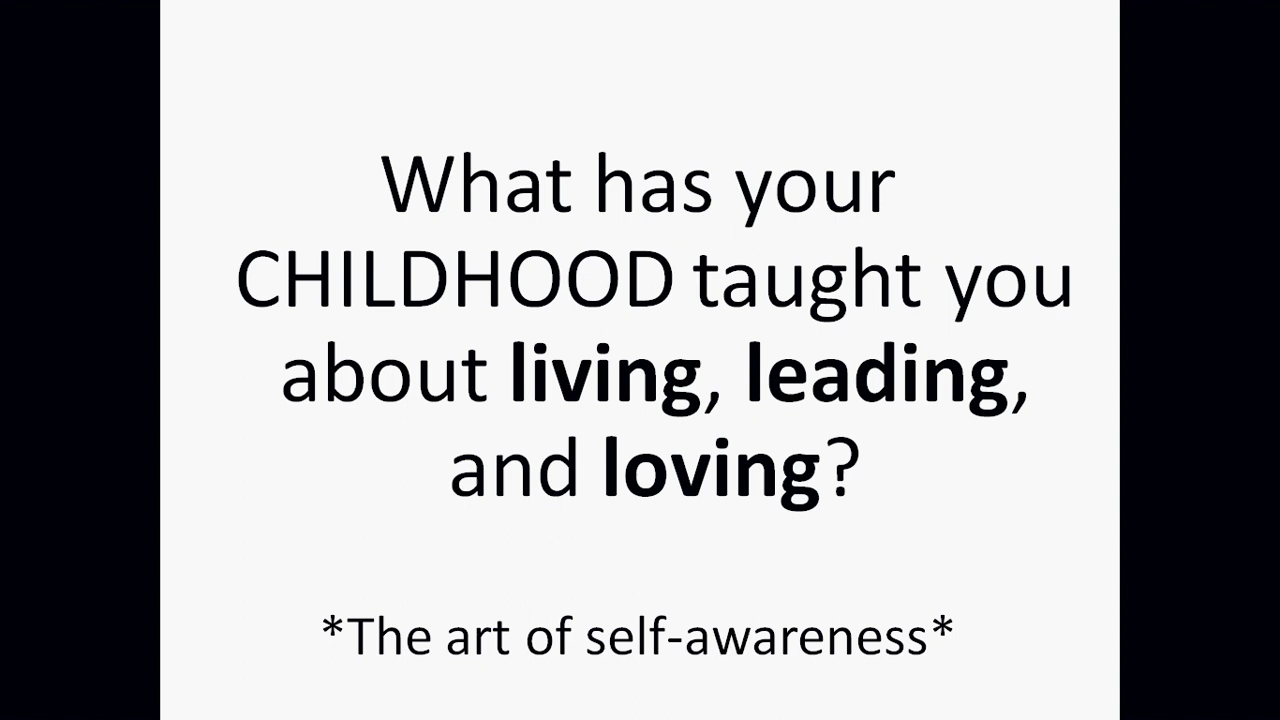 What has your
CHILDHOOD taught you
about living, leading,
and loving?
*The art of self-awareness*